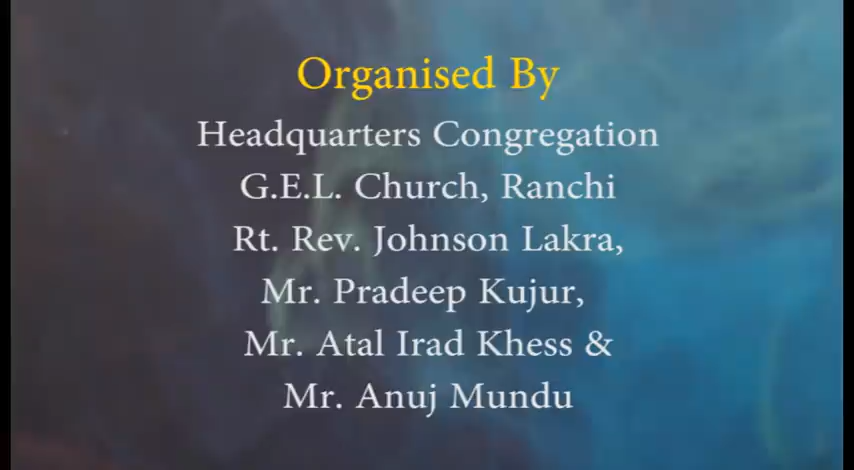 Organised By
Headquarters Congregation
G.E.L. Church, Ranchi
Rt. Rev. Johnson Lakra,
Mr. Pradeep Kujur,
Mr. Atal Irad Khess &
Mr. Anuj Mundu